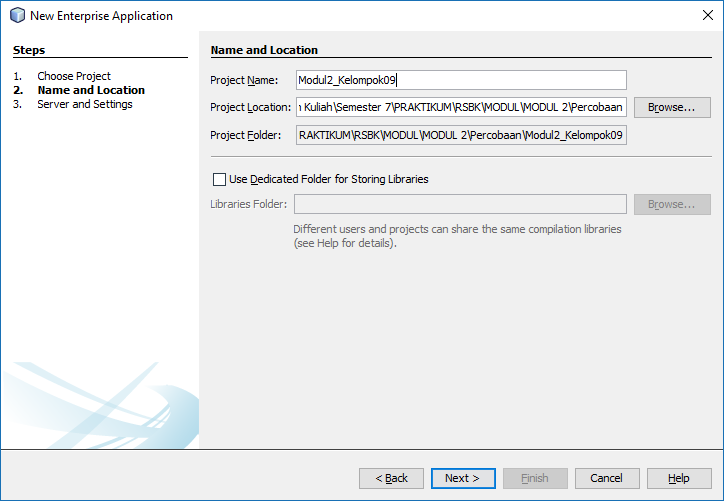 New Enterprise Application
Steps
1. Choose Project
2. Name and Location
3. Server and Settings
Name and Location
Project Name: Modul2_Kelompok09
Project Location: Kuliah\Semester 7\PRAKTIKUM\RSBK\MODUL\MODUL 2\Percobaan Browse...
Project Folder: RAKTIKUM\RSBK\MODUL\MODUL 2\Percobaan\Modul2_Kelompok09
Use Dedicated Folder for Storing Libraries
Libraries Folder: Browse...
Different users and projects can share the same compilation libraries
(see Help for details).
< Back Next > Finish Cancel Help